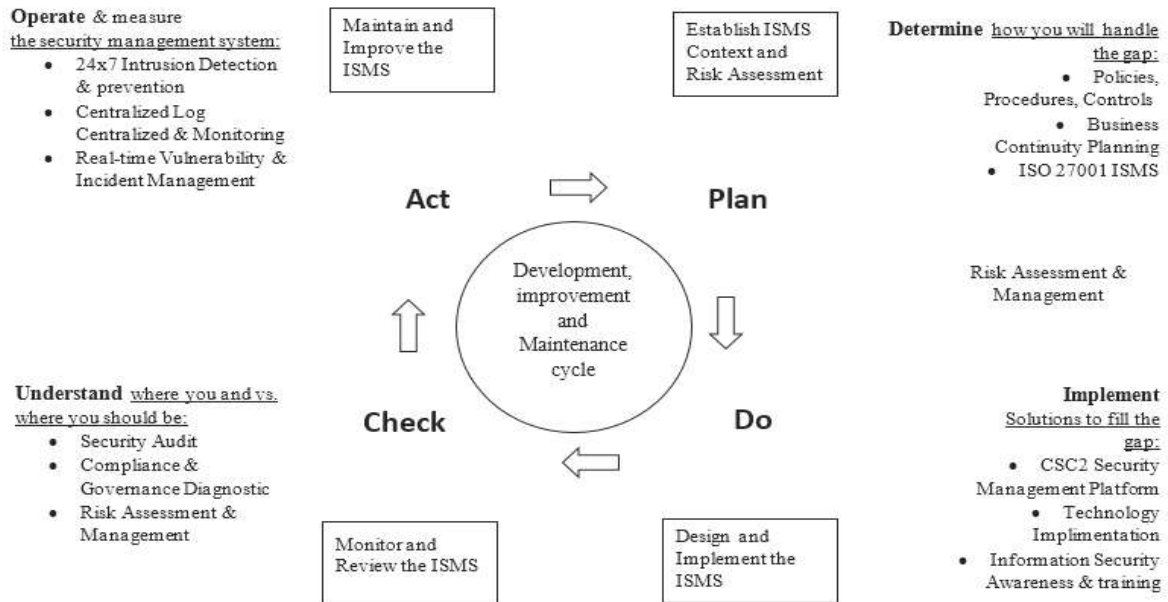 Operate & measure
the security management system:
• 24x7 Intrusion Detection
& prevention
• Centralized Log
Centralized & Monitoring
• Real-time Vulnerability &
Incident Management
Maintain and
Improve the
ISMS
Establish ISMS
Context and
Risk Assessment
Determine how you will handle
the gap:
• Policies,
Procedures, Controls
• Business
Continuity Planning
• ISO 27001 ISMS
Act
Plan
Development,
improvement
and
Maintenance
cycle
Risk Assessment &
Management
Understand where you and vs.
where you should be:
• Security Audit
• Compliance &
Governance Diagnostic
• Risk Assessment &
Management
Check
Do
Implement
Solutions to fill the
gap:
• CSC2 Security
Management Platform
• Technology
Implimentation
• Information Security
Awareness & training
Monitor and
Review the ISMS
Design and
Implement the
ISMS